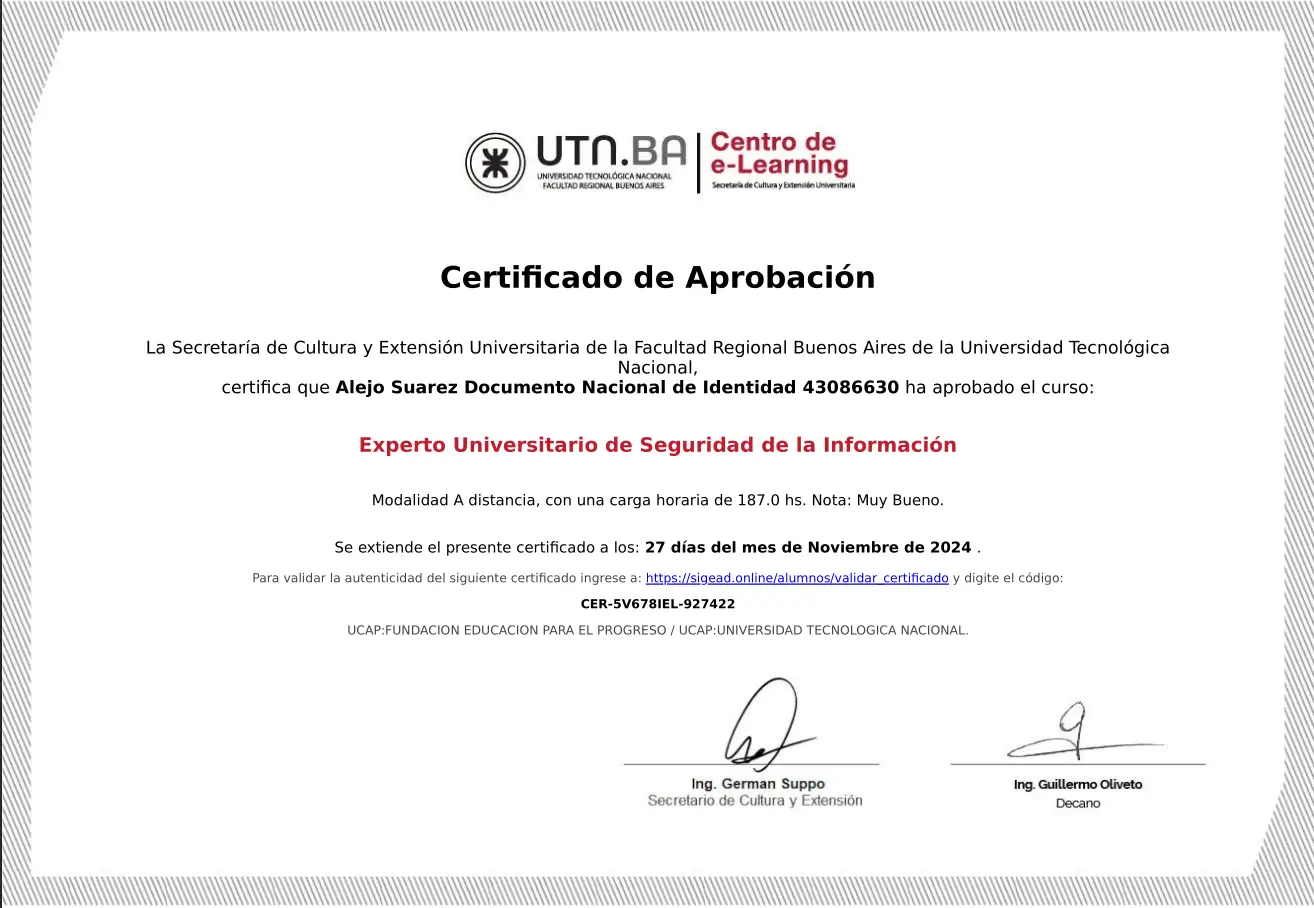 UTN.BA
UNIVERSIDAD TECNOLÓGICA NACIONAL
FACULTAD REGIONAL BUENOS AIRES
Centro de
e-Learning
Secretaría de Cultura y Extensión Universitaria
Certificado de Aprobación
La Secretaría de Cultura y Extensión Universitaria de la Facultad Regional Buenos Aires de la Universidad Tecnológica
Nacional,
certifica que Alejo Suarez Documento Nacional de Identidad 43086630 ha aprobado el curso:
Experto Universitario de Seguridad de la Información
Modalidad A distancia, con una carga horaria de 187.0 hs. Nota: Muy Bueno.
Se extiende el presente certificado a los: 27 días del mes de Noviembre de 2024 .
Para validar la autenticidad del siguiente certificado ingrese a: https://sigead.online/alumnos/validar_certificado y digite el código:
CER-5V678IEL-927422
UCAP:FUNDACION EDUCACION PARA EL PROGRESO / UCAP:UNIVERSIDAD TECNOLOGICA NACIONAL.
Ing. German Suppo
Secretario de Cultura y Extensión
Ing. Guillermo Oliveto
Decano